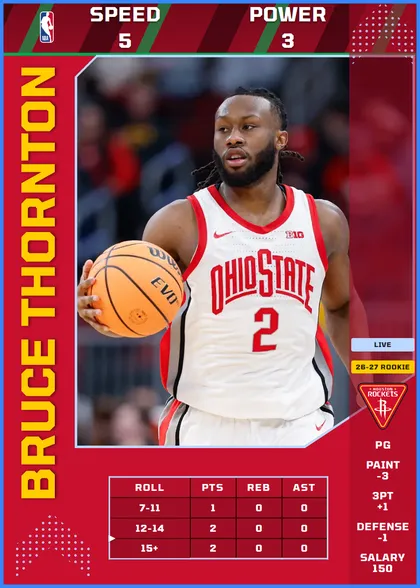 SPEED
5
POWER
3
NBA
BRUCE THORNTON
WILSON
EVO
B1G
OHIO STATE
2
LIVE
26-27 ROOKIE
HOUSTON
ROCKETS
R
PG
PAINT
-3
3PT
+1
DEFENSE
-1
SALARY
150
ROLL PTS REB AST
7-11 1 0 0
12-14 2 0 0
15+ 2 0 0